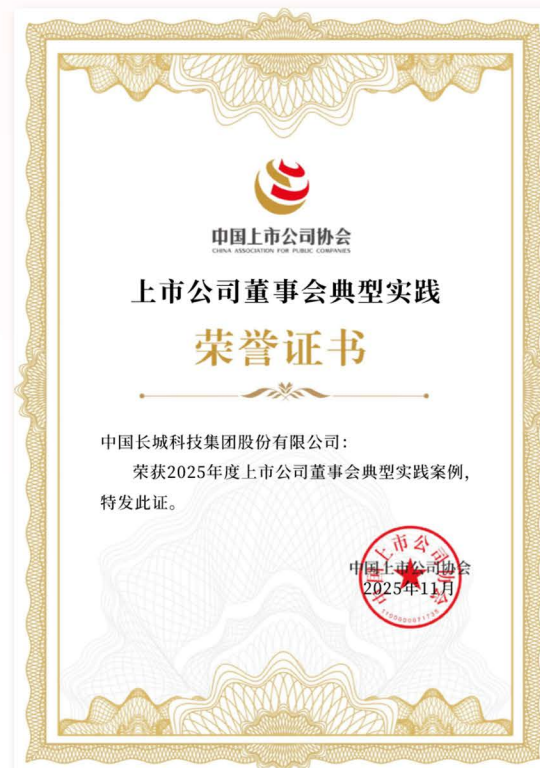 中国上市公司协会
CHINA ASSOCIATION FOR PUBLIC COMPANIES
上市公司董事会典型实践
荣誉证书
中国长城科技集团股份有限公司：
荣获2025年度上市公司董事会典型实践案例，
特发此证。
中国上市公司协会
2025年11月
中国上市公司协会